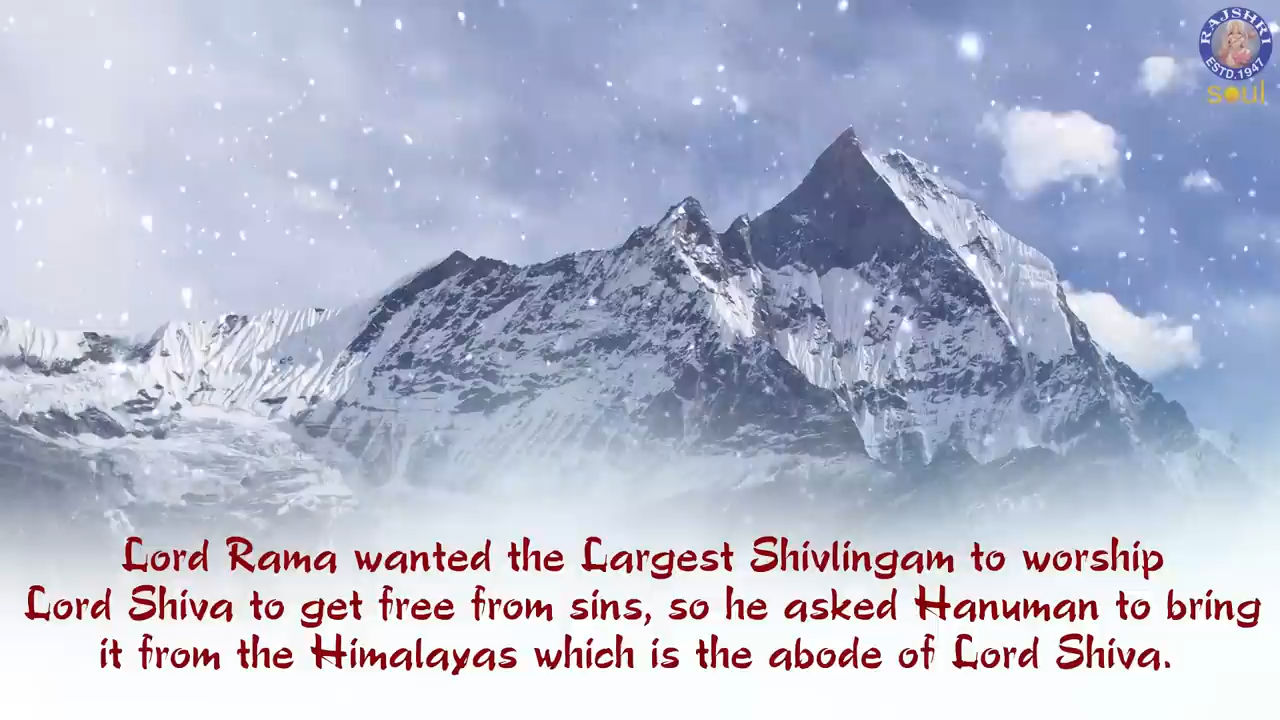 RAJSHRI
ESTD.1947
soul
Lord Rama wanted the Largest Shivlingam to worship
Lord Shiva to get free from sins, so he asked Hanuman to bring
it from the Himalayas which is the abode of Lord Shiva.